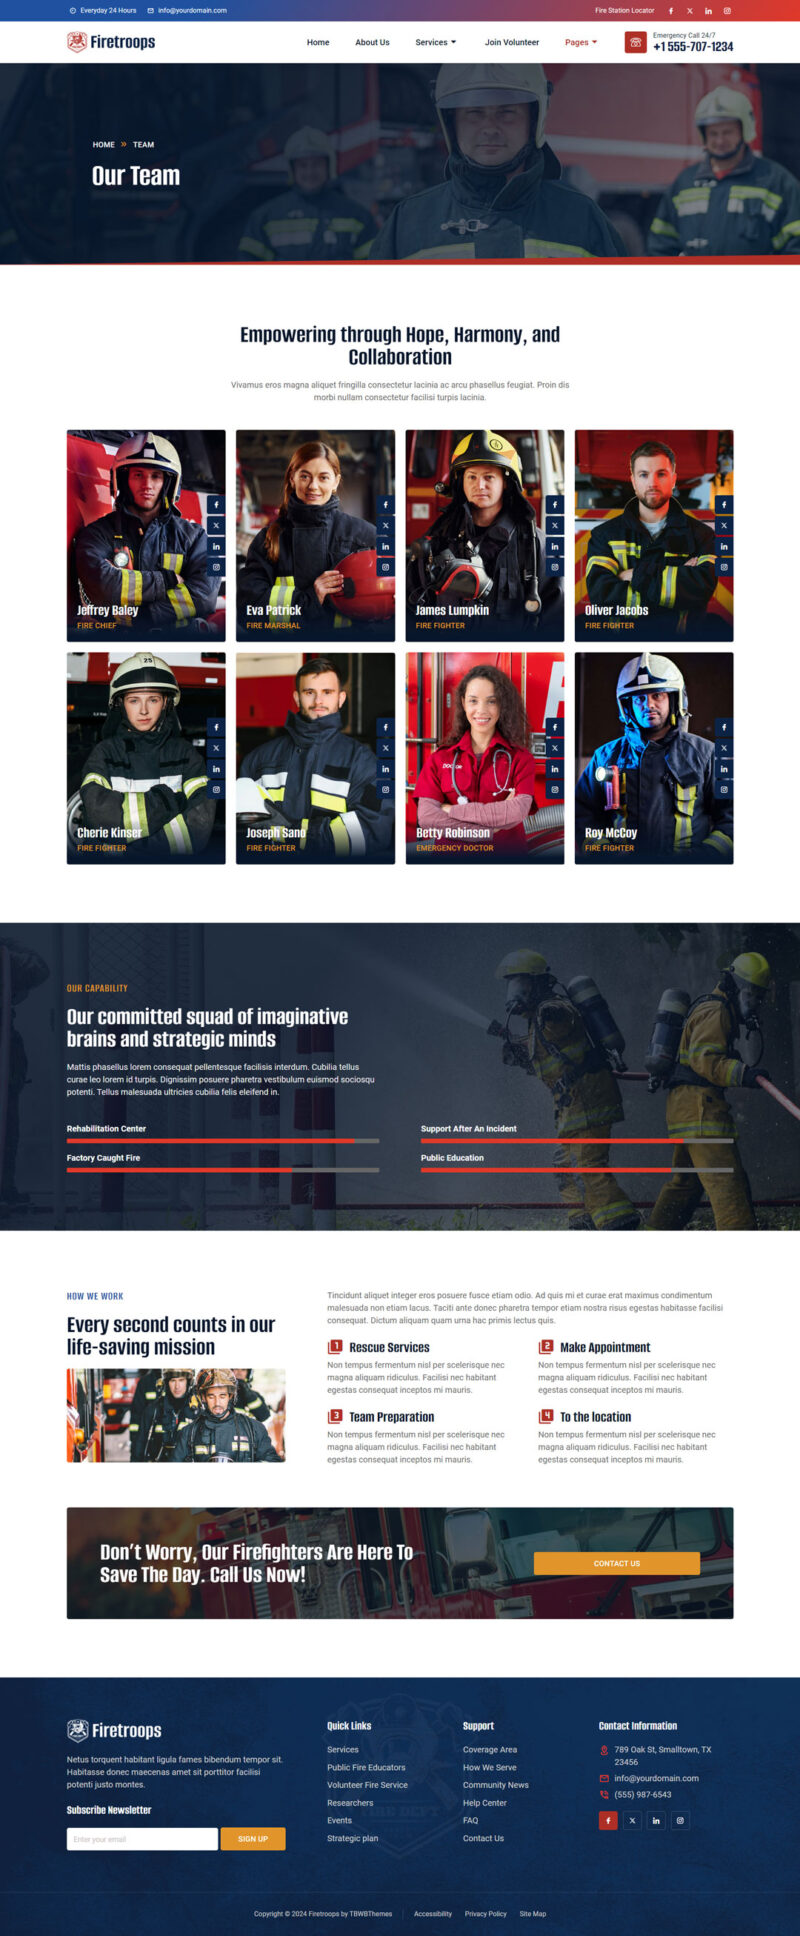 Everyday 24 Hours info@yourdomain.com Fire Station Locator
Firetroops Home About Us Services Join Volunteer Pages Emergency Call 24/7
+1 555-707-1234
HOME » TEAM
Our Team
Empowering through Hope, Harmony, and
Collaboration
Vivamus eros magna aliquet fringilla consectetur lacinia ac arcu phasellus feugiat. Proin dis
morbi nullam consectetur facilisi turpis lacinia.
Jeffrey Baley
FIRE CHIEF
Eva Patrick
FIRE MARSHAL
James Lumpkin
FIRE FIGHTER
Oliver Jacobs
FIRE FIGHTER
25
Cherie Kinser
FIRE FIGHTER
Joseph Sano
FIRE FIGHTER
Betty Robinson
EMERGENCY DOCTOR
Roy McCoy
FIRE FIGHTER
OUR CAPABILITY
Our committed squad of imaginative
brains and strategic minds
Mattis phasellus lorem consequat pellentesque facilisis interdum. Cubilia tellus
curae leo lorem id turpis. Dignissim posuere pharetra vestibulum euismod sociosqu
potenti. Tellus malesuada ultricies cubilia felis eleifend in.
Rehabilitation Center
Support After An Incident
Factory Caught Fire
Public Education
HOW WE WORK
Every second counts in our
life-saving mission
Tincidunt aliquet integer eros posuere fusce etiam odio. Ad quis mi et curae erat maximus condimentum
malesuada non etiam lacus. Taciti ante donec pharetra tempor etiam nostra risus egestas habitasse facilisi
consequat. Dictum aliquam quam urna hac primis lectus quis.
1 Rescue Services
Non tempus fermentum nisl per scelerisque nec
magna aliquam ridiculus. Facilisi nec habitant
egestas consequat inceptos mi mauris.
2 Make Appointment
Non tempus fermentum nisl per scelerisque nec
magna aliquam ridiculus. Facilisi nec habitant
egestas consequat inceptos mi mauris.
3 Team Preparation
Non tempus fermentum nisl per scelerisque nec
magna aliquam ridiculus. Facilisi nec habitant
egestas consequat inceptos mi mauris.
4 To the location
Non tempus fermentum nisl per scelerisque nec
magna aliquam ridiculus. Facilisi nec habitant
egestas consequat inceptos mi mauris.
Don't Worry, Our Firefighters Are Here To
Save The Day. Call Us Now!
CONTACT US
Firetroops
Netus torquent habitant ligula fames bibendum tempor sit.
Habitasse donec maecenas amet sit porttitor facilisi
potenti justo montes.
Subscribe Newsletter
Enter your email SIGN UP
Quick Links
Services
Public Fire Educators
Volunteer Fire Service
Researchers
Events
Strategic plan
Support
Coverage Area
How We Serve
Community News
Help Center
FAQ
Contact Us
Contact Information
789 Oak St, Smalltown, TX
23456
info@yourdomain.com
(555) 987-6543
Copyright © 2024 Firetroops by TBWBThemes Accessibility Privacy Policy Site Map